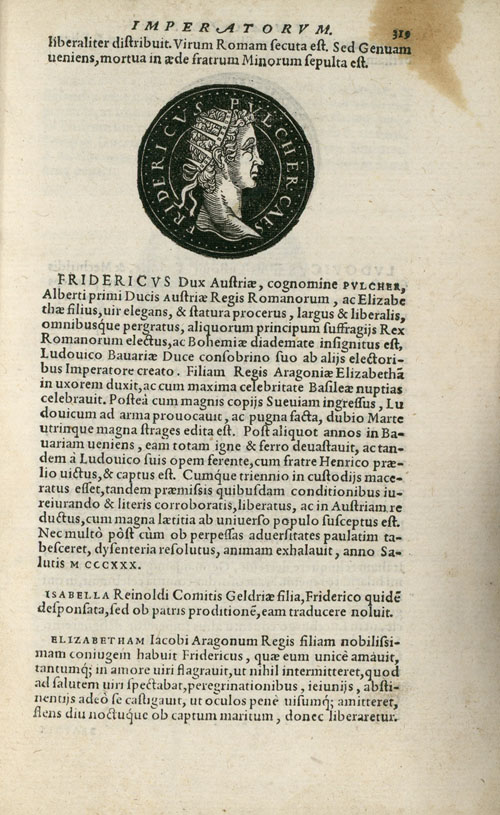 IMPERATORVM. 319
liberaliter diſtribuit. Virum Romam ſecuta eſt. Sed Genuam
ueniens, mortua in æde fratrum Minorum ſepulta eſt.
FRIDERICVS PVLCHER CAES
FRIDERICVS Dux Auſtriæ, cognomine PVLCHER,
Alberti primi Ducis Auſtriæ Regis Romanorum, ac Elizabe
thæ filius, uir elegans, & ſtatura procerus, largus & liberalis,
omnibusq́ue pergratus, aliquorum principum ſuffragijs Rex
Romanorum electus, ac Bohemiæ diademate inſignitus eſt,
Ludouico Bauariæ Duce conſobrino ſuo ab alijs electori-
bus Imperatore creato. Filiam Regis Aragoniæ Elizabethã
in uxorem duxit, ac cum maxima celebritate Baſileæ nuptias
celebrauit. Poſteà cum magnis copijs Sueuiam ingreſſus, Lu
douicum ad arma prouocauit, ac pugna facta, dubio Marte
utrinque magna ſtrages edita eſt. Poſt aliquot annos in Ba-
uariam ueniens, eam totam igne & ferro deuaſtauit, ac tan-
dem à Ludouico ſuis opem ferente, cum fratre Henrico præ-
lio uictus, & captus eſt. Cumq́ue triennio in cuſtodijs mace-
ratus eſſet, tandem præmiſsis quibuſdam conditionibus iu-
reiurando & literis corroboratis, liberatus, ac in Auſtriam re
ductus, cum magna lætitia ab uniuerſo populo ſuſceptus eſt.
Nec multò pòſt cùm ob perpeſſas aduerſitates paulatim ta-
beſceret, dyſenteria reſolutus, animam exhalauit, anno Sa-
lutis M CCCXXX.
ISABELLA Reinoldi Comitis Geldriæ filia, Friderico quidẽ
deſponſata, ſed ob patris proditionẽ, eam traducere noluit.
ELIZABETHAM Iacobi Aragonum Regis filiam nobiliſsi-
mam coniugem habuit Fridericus, quæ eum unicè amauit,
tantumq́; in amore uiri flagrauit, ut nihil intermitteret, quod
ad ſalutem uiri ſpectabat, peregrinationibus, ieiunijs, abſti-
nentijs adeò ſe caſtigauit, ut oculos penè uiſumq́; amitteret,
flens diu noctuq́ue ob captum maritum, donec liberaretur.